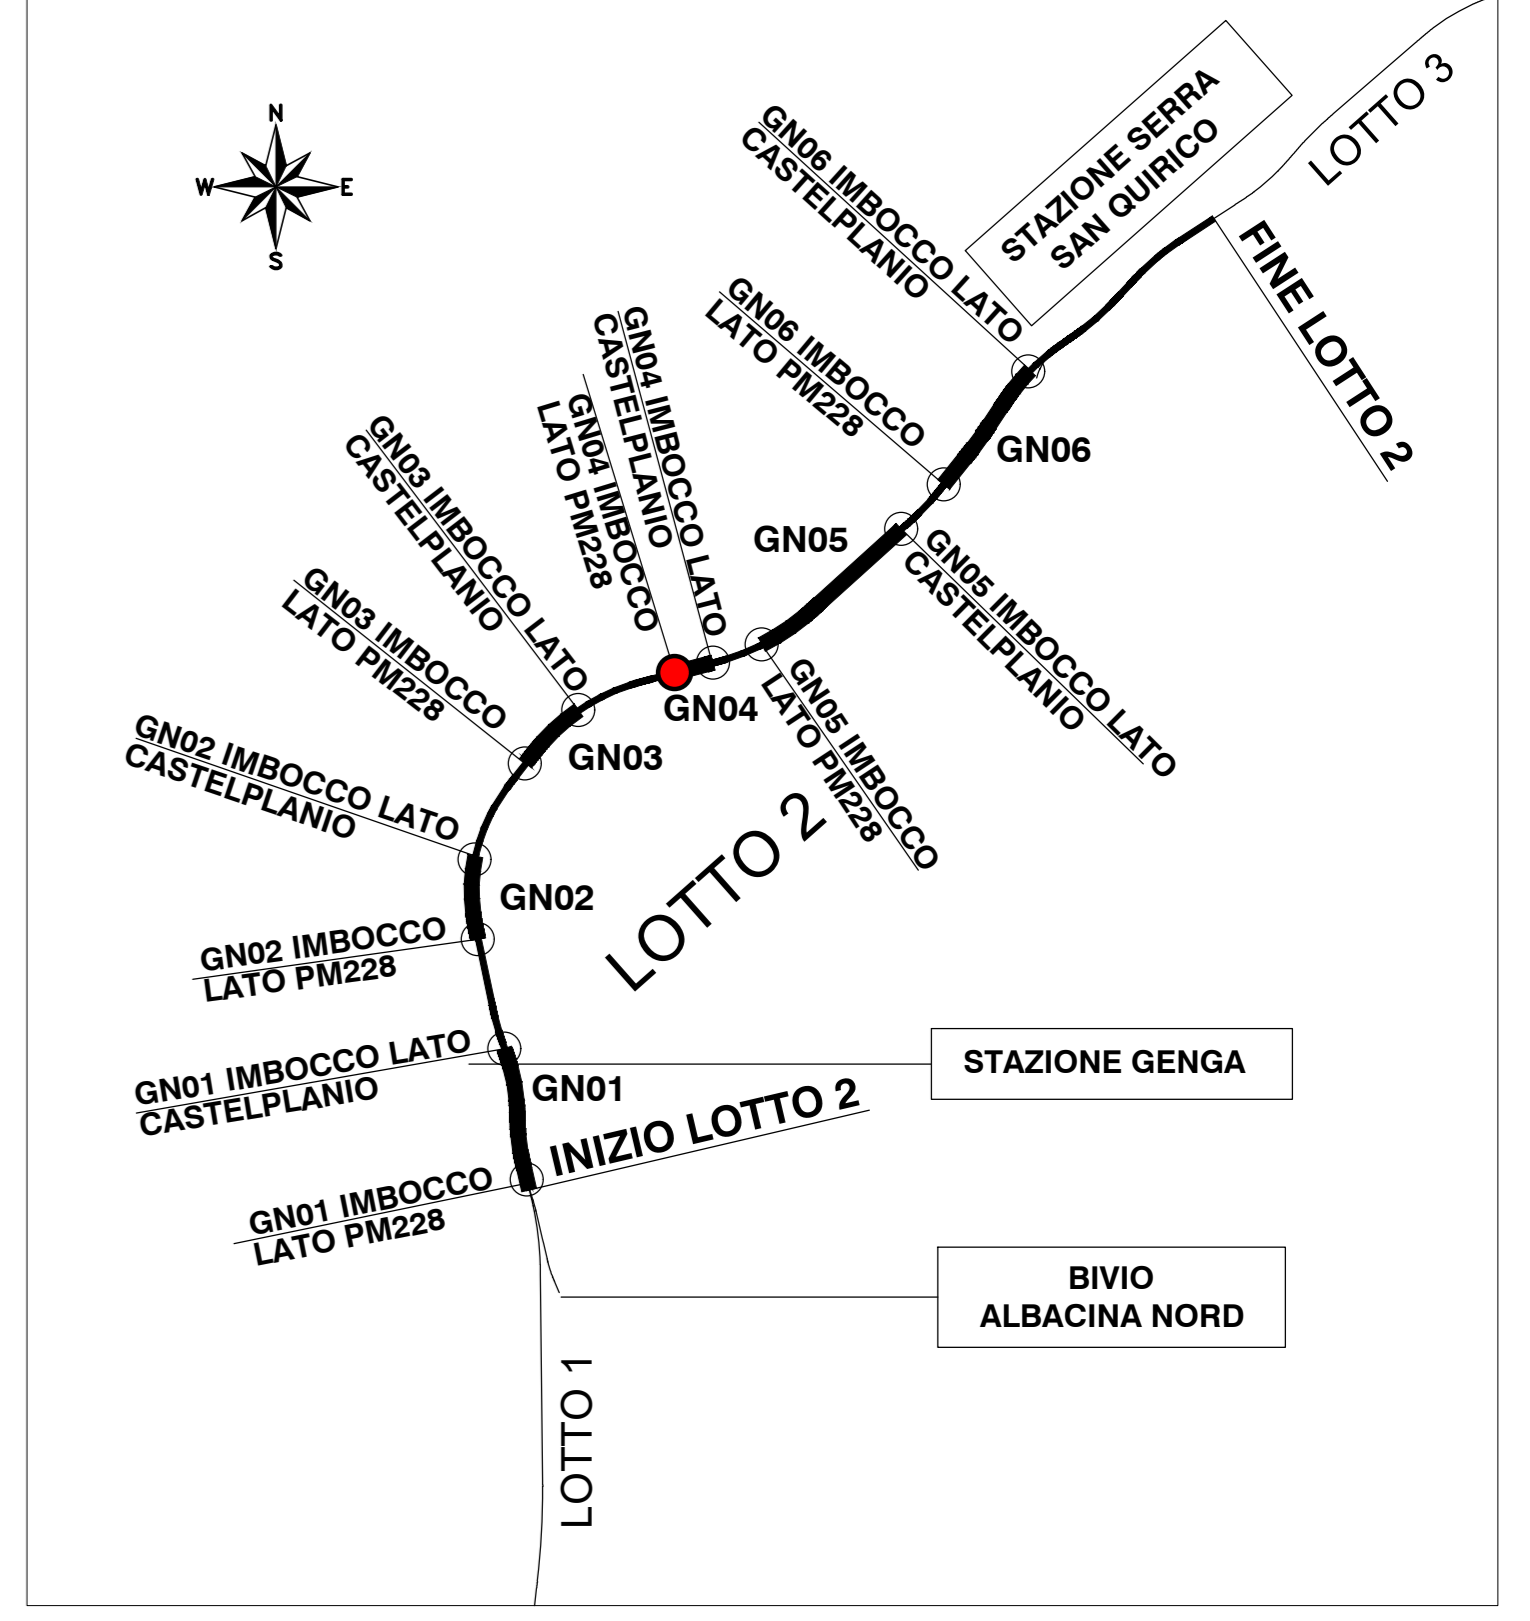 N
W
E
S
STAZIONE SERRA
SAN QUIRICO
LOTTO 3
GN06 IMBOCCO LATO
CASTELPLANIO
FINE LOTTO 2
GN06 IMBOCCO
LATO PM228
GN06
GN04 IMBOCCO LATO
CASTELPLANIO
GN04 IMBOCCO
LATO PM228
GN03 IMBOCCO LATO
CASTELPLANIO
GN05
GN05 IMBOCCO LATO
CASTELPLANIO
GN03 IMBOCCO
LATO PM228
GN04
GN05 IMBOCCO
LATO PM228
GN03
GN02 IMBOCCO LATO
CASTELPLANIO
LOTTO 2
GN02
GN02 IMBOCCO
LATO PM228
GN01 IMBOCCO LATO
CASTELPLANIO
STAZIONE GENGA
GN01
INIZIO LOTTO 2
GN01 IMBOCCO
LATO PM228
BIVIO
ALBACINA NORD
LOTTO 1